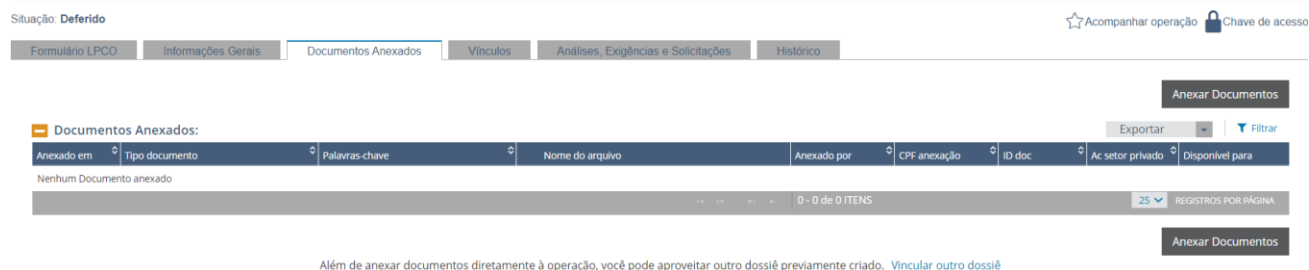 Situação: Deferido
Acompanhar operação Chave de acesso
Formulário LPCO Informações Gerais Documentos Anexados Vínculos Análises, Exigências e Solicitações Histórico
Anexar Documentos
Documentos Anexados:
Exportar Filtrar
Anexado em Tipo documento Palavras-chave Nome do arquivo Anexado por CPF anexação ID doc Ac setor privado Disponível para
Nenhum Documento anexado
0 - 0 de 0 ITENS 25 REGISTROS POR PÁGINA
Anexar Documentos
Além de anexar documentos diretamente à operação, você pode aproveitar outro dossiê previamente criado. Vincular outro dossiê